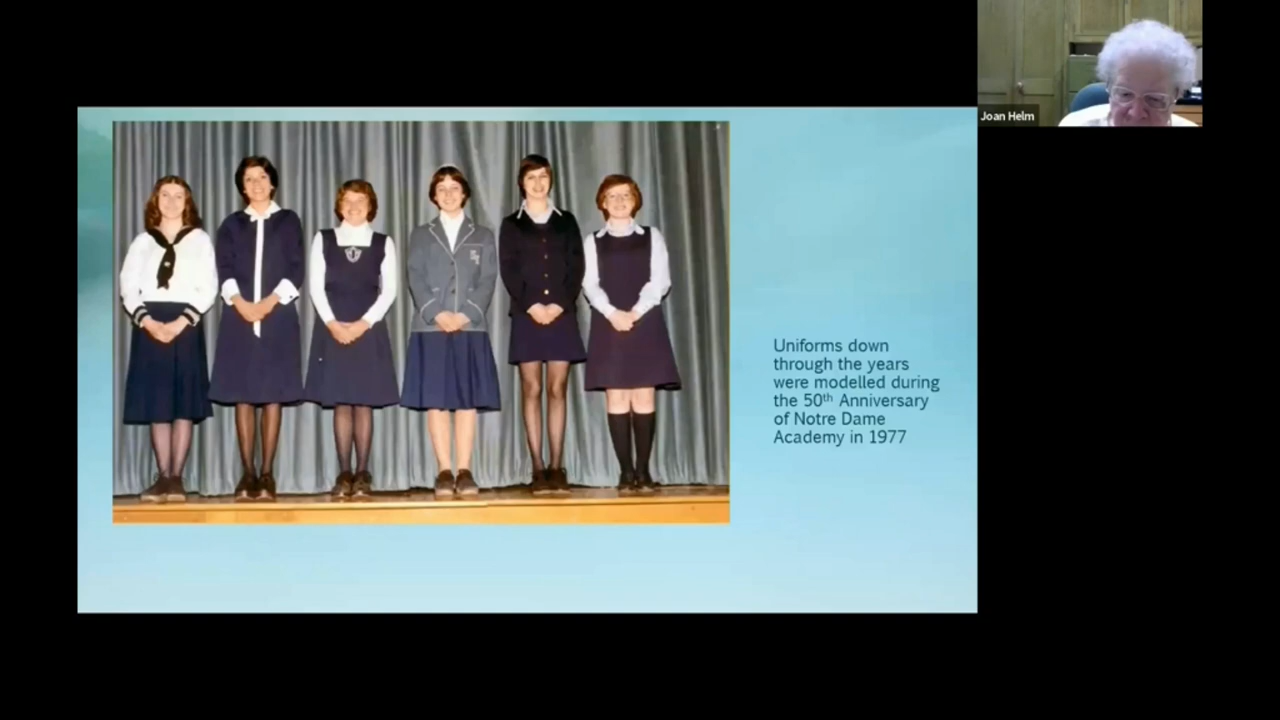 Joan Helm
Uniforms down
through the years
were modelled during
the 50th Anniversary
of Notre Dame
Academy in 1977